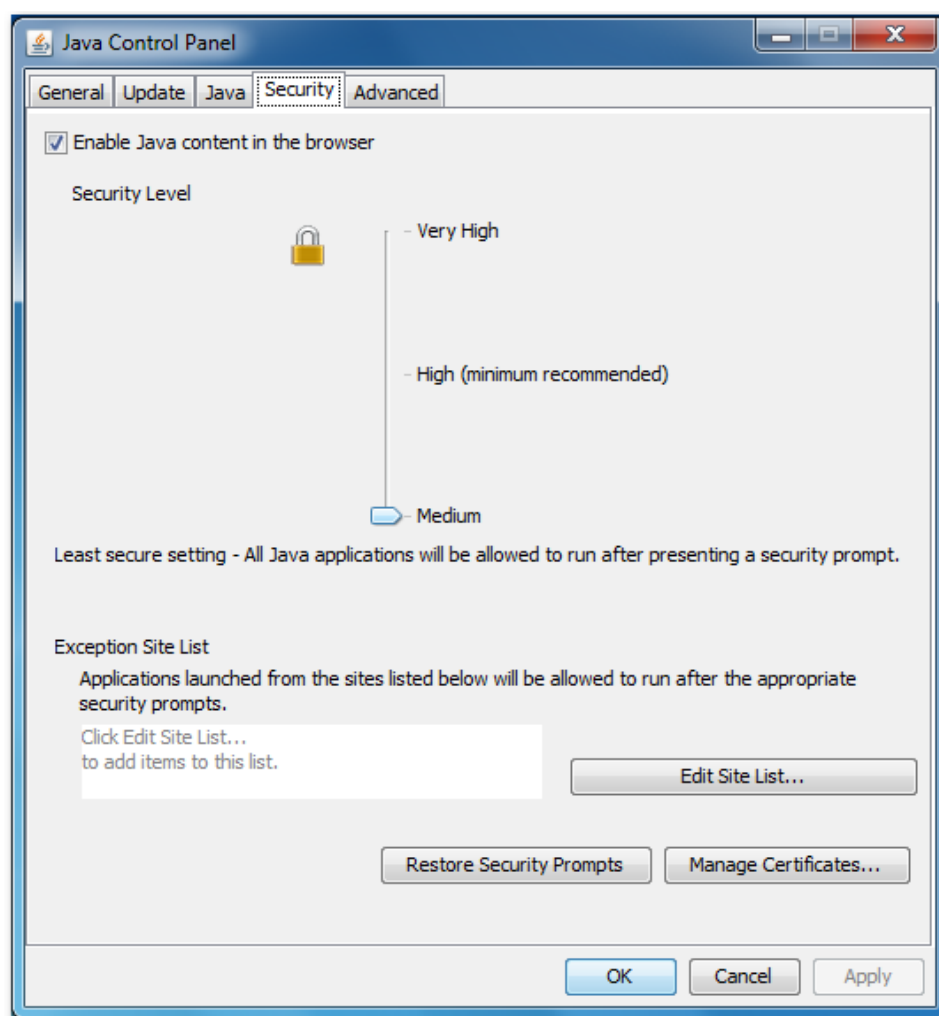 Java Control Panel
General Update Java Security Advanced
Enable Java content in the browser
Security Level
Very High
High (minimum recommended)
Medium
Least secure setting - All Java applications will be allowed to run after presenting a security prompt.
Exception Site List
Applications launched from the sites listed below will be allowed to run after the appropriate
security prompts.
Click Edit Site List...
to add items to this list.
Edit Site List...
Restore Security Prompts Manage Certificates...
OK Cancel Apply